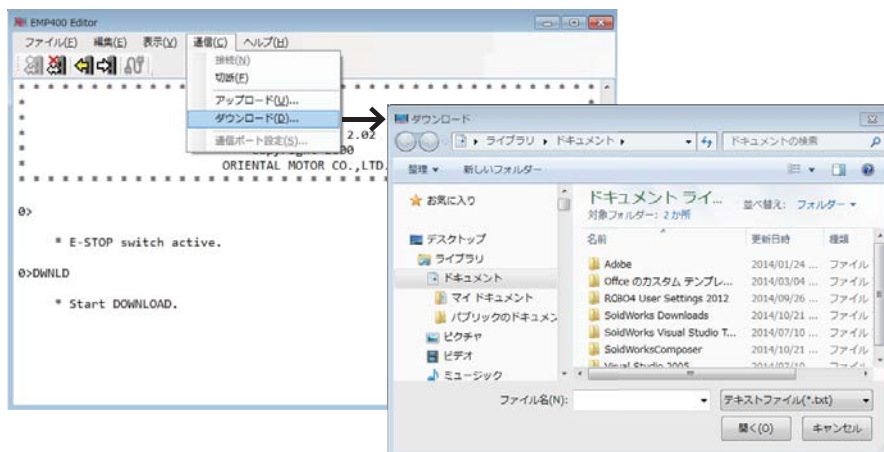 EMP400 Editor
ファイル(E) 編集(E) 表示(V) 通信(C) ヘルプ(H)
接続(N)
切断(F)
アップロード(U)...
ダウンロード(D)...
通信ポート設定(S)...
2.02
ORIENTAL MOTOR CO.,LTD.
0>
* E-STOP switch active.
0>DWNLD
* Start DOWNLOAD.
ダウンロード
ライブラリ ドキュメント
ドキュメントの検索
整理 新しいフォルダー
お気に入り
デスクトップ
ライブラリ
ドキュメント
マイ ドキュメント
パブリックのドキュメン
ピクチャ
ビデオ
ミュージック
ドキュメント ライ...
対象フォルダー: 2 か所
並べ替え: フォルダー
名前 更新日時 種類
Adobe 2014/01/24 ... ファイル
Office のカスタム テンプレ... 2014/03/04 ... ファイル
ROBO4 User Settings 2012 2014/09/26 ... ファイル
SoidWorks Downloads 2014/10/21 ... ファイル
SoidWorks Visual Studio T... 2014/07/10 ... ファイル
SoidWorksComposer 2014/10/21 ... ファイル
Visual Studio 2005
ファイル名(N):
テキストファイル(*.txt)
開く(O) キャンセル